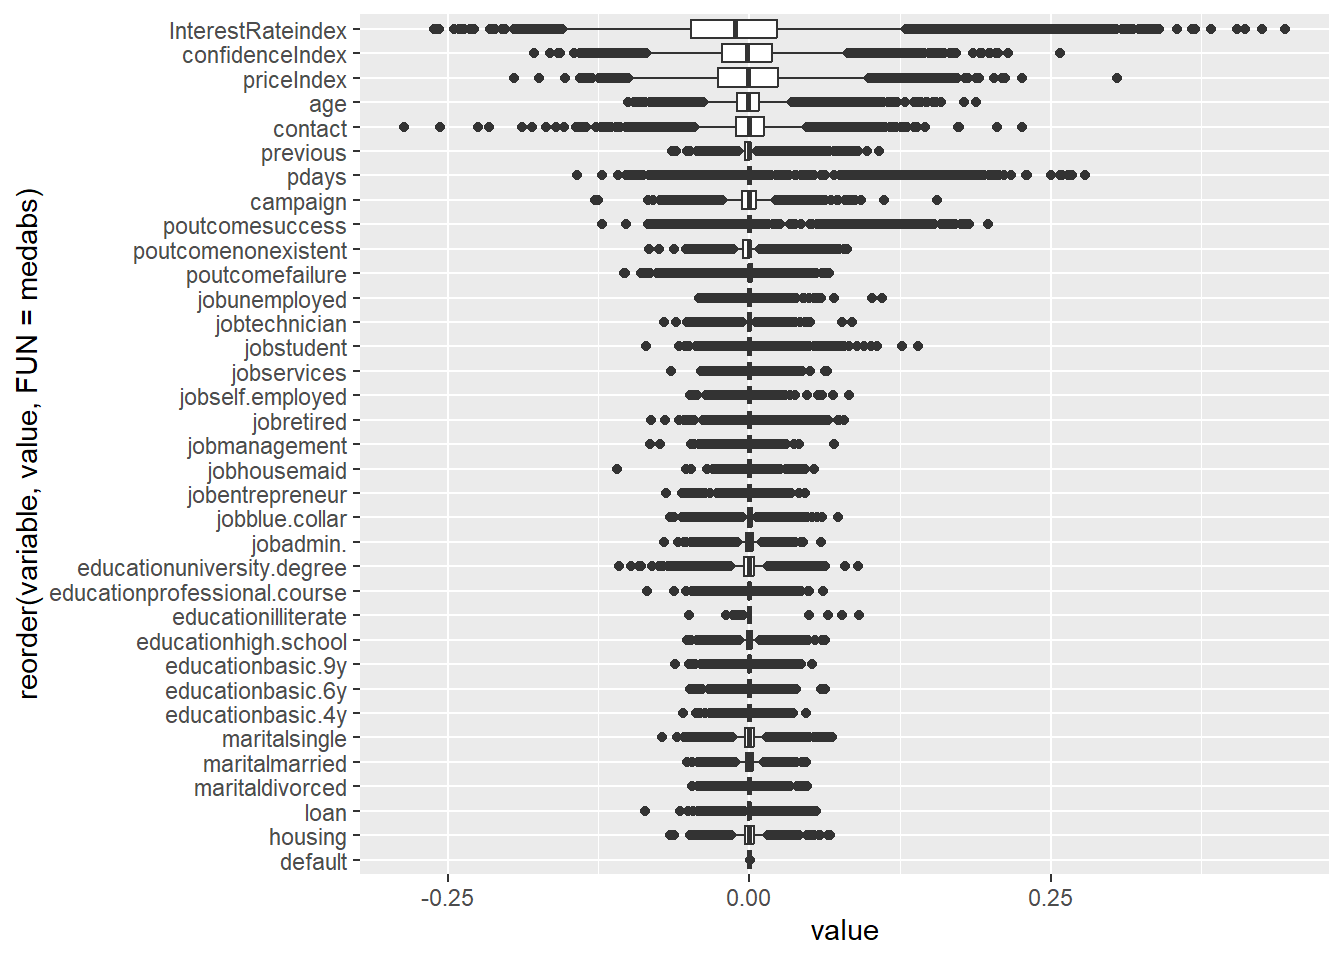 InterestRateindex
confidenceIndex
priceIndex
age
contact
previous
pdays
campaign
poutcomesuccess
poutcomenonexistent
poutcomefailure
jobunemployed
jobtechnician
jobstudent
jobservices
jobself.employed
jobretired
jobmanagement
jobhousemaid
jobentrepreneur
jobblue.collar
jobadmin.
educationuniversity.degree
educationprofessional.course
educationilliterate
educationhigh.school
educationbasic.9y
educationbasic.6y
educationbasic.4y
maritalsingle
maritalmarried
maritaldivorced
loan
housing
default
reorder(variable, value, FUN = medabs)
-0.25 0.00 0.25
value